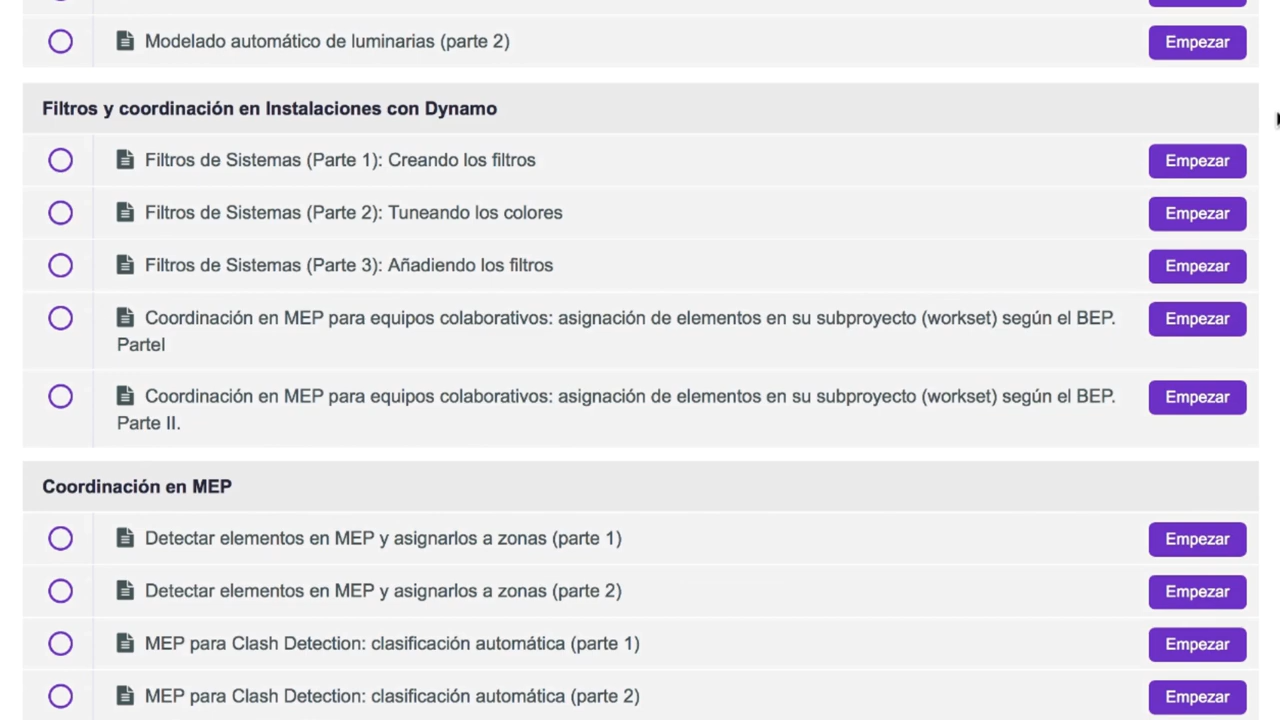 Modelado automático de luminarias (parte 2)
Empezar
Filtros y coordinación en Instalaciones con Dynamo
Filtros de Sistemas (Parte 1): Creando los filtros
Empezar
Filtros de Sistemas (Parte 2): Tuneando los colores
Empezar
Filtros de Sistemas (Parte 3): Añadiendo los filtros
Empezar
Coordinación en MEP para equipos colaborativos: asignación de elementos en su subproyecto (workset) según el BEP.
ParteI
Empezar
Coordinación en MEP para equipos colaborativos: asignación de elementos en su subproyecto (workset) según el BEP.
Parte II.
Empezar
Coordinación en MEP
Detectar elementos en MEP y asignarlos a zonas (parte 1)
Empezar
Detectar elementos en MEP y asignarlos a zonas (parte 2)
Empezar
MEP para Clash Detection: clasificación automática (parte 1)
Empezar
MEP para Clash Detection: clasificación automática (parte 2)
Empezar